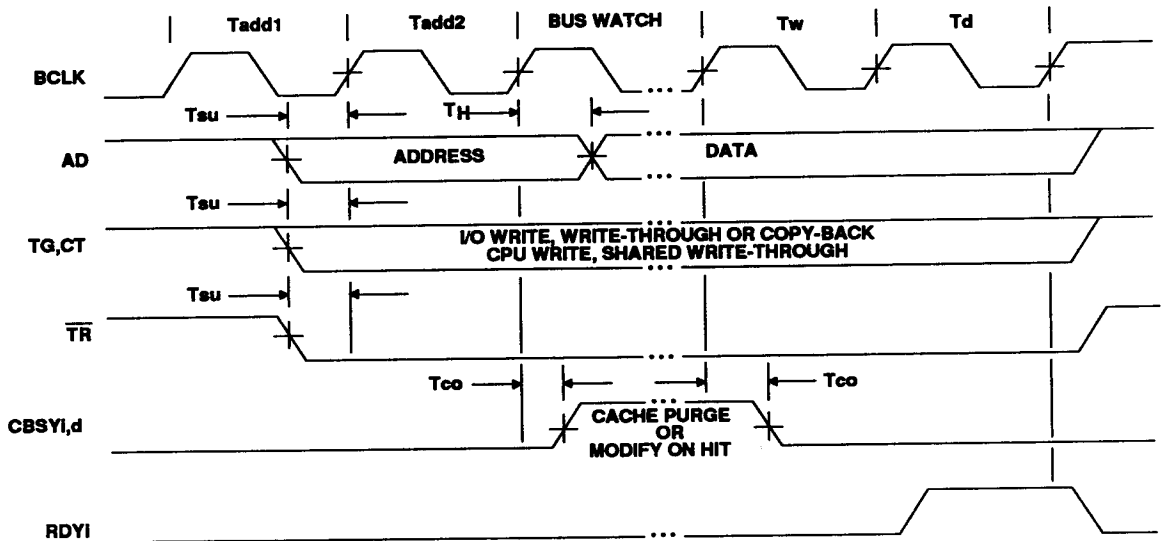 Tadd1 Tadd2 BUS WATCH Tw Td
BCLK
...
Tsu TH
...
AD ADDRESS DATA
...
Tsu
...
TG,CT I/O WRITE, WRITE-THROUGH OR COPY-BACK
CPU WRITE, SHARED WRITE-THROUGH
...
Tsu
TR
...
Tco Tco
...
CBSYi,d CACHE PURGE
OR
MODIFY ON HIT
RDYi
...